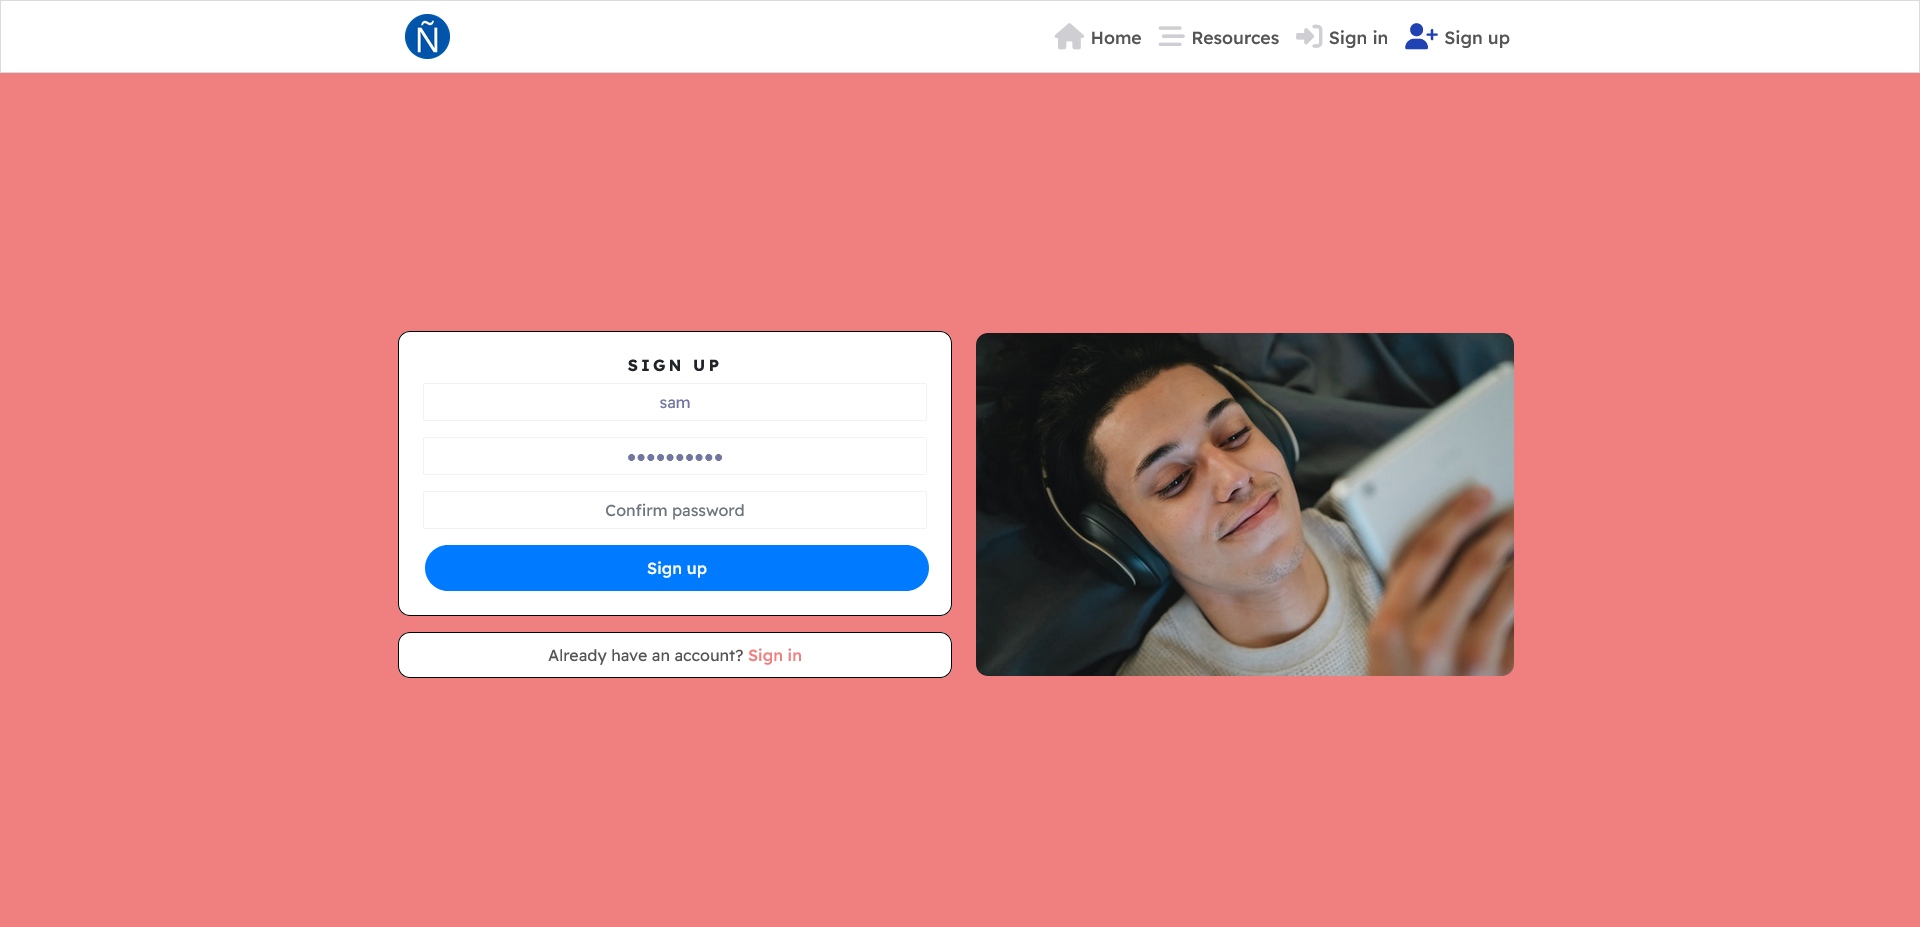 Ñ
Home Resources Sign in Sign up
SIGN UP
sam
••••••••••
Confirm password
Sign up
Already have an account? Sign in